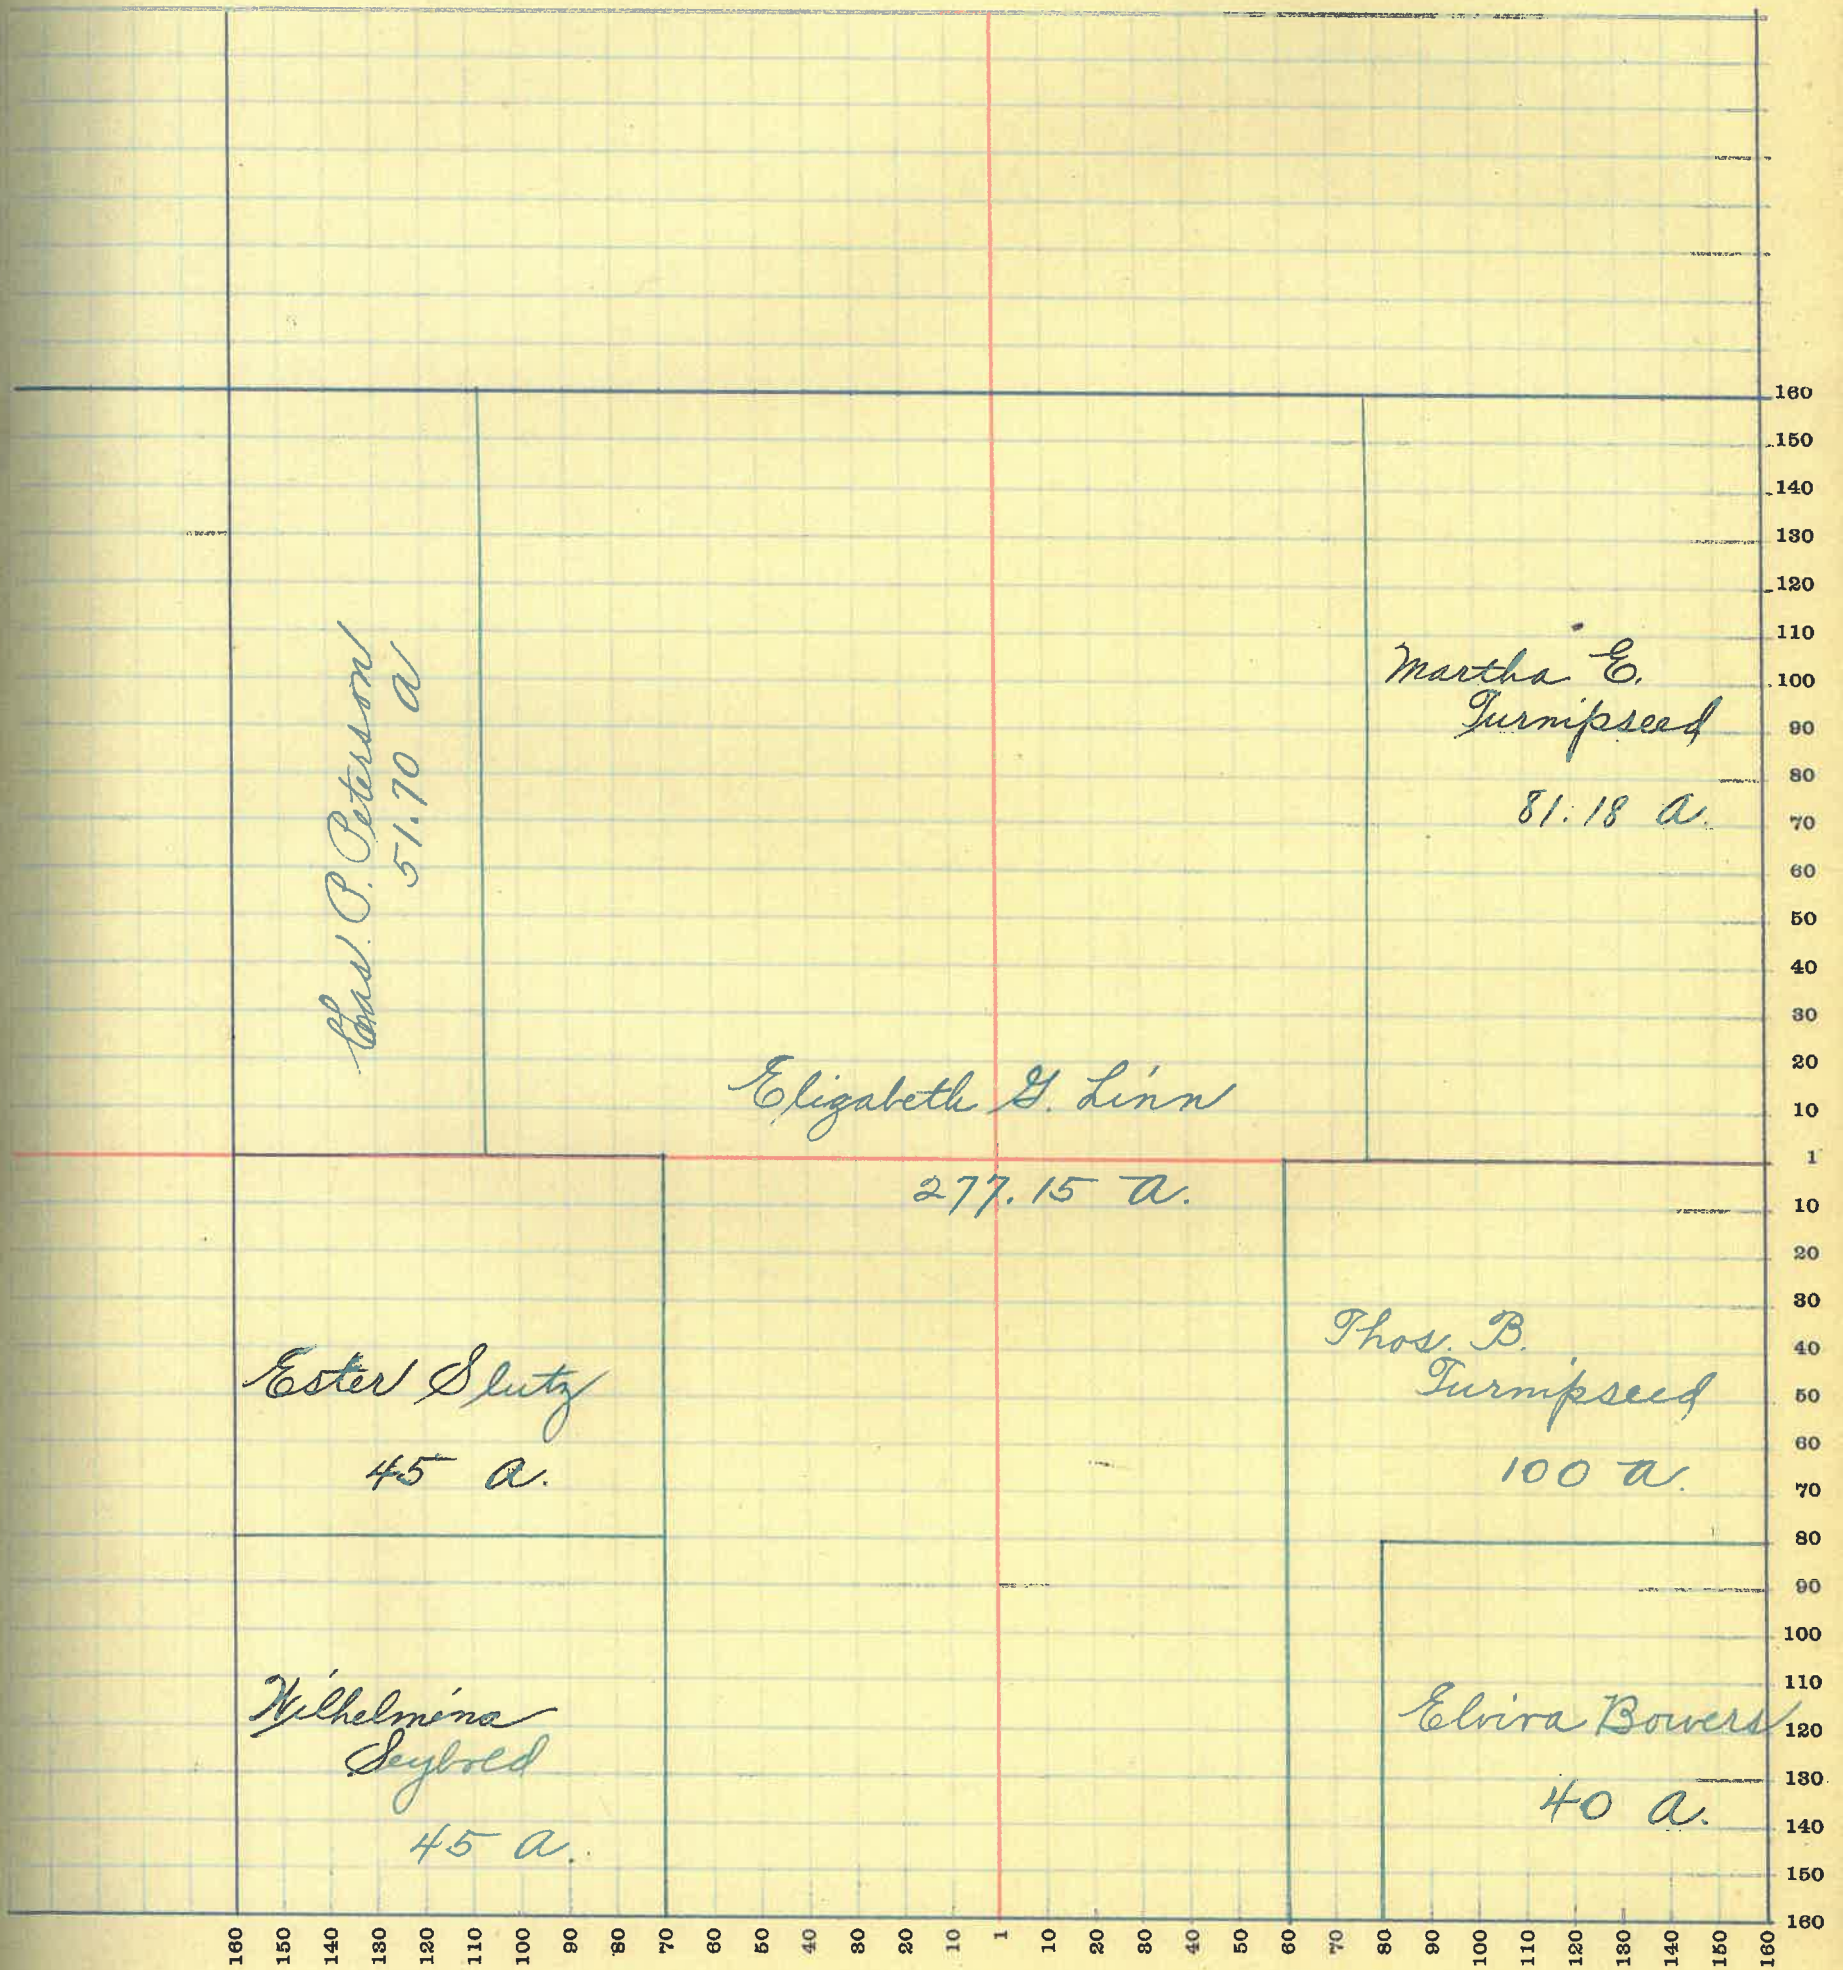 Chas. P. Peterson
51.70 a
Martha E.
Turnipseed
81.18 a.
Elizabeth G. Linn
277.15 a.
Ester Slutz
45 a.
Thos. B.
Turnipseed
100 a.
Wilhelmina
Seybold
45 a.
Elvira Bowers
40 a.
160
150
140
130
120
110
100
90
80
70
60
50
40
30
20
10
1
10
20
30
40
50
60
70
80
90
100
110
120
130
140
150
160
160 150 140 130 120 110 100 90 80 70 60 50 40 30 20 10 1 10 20 30 40 50 60 70 80 90 100 110 120 130 140 150 160